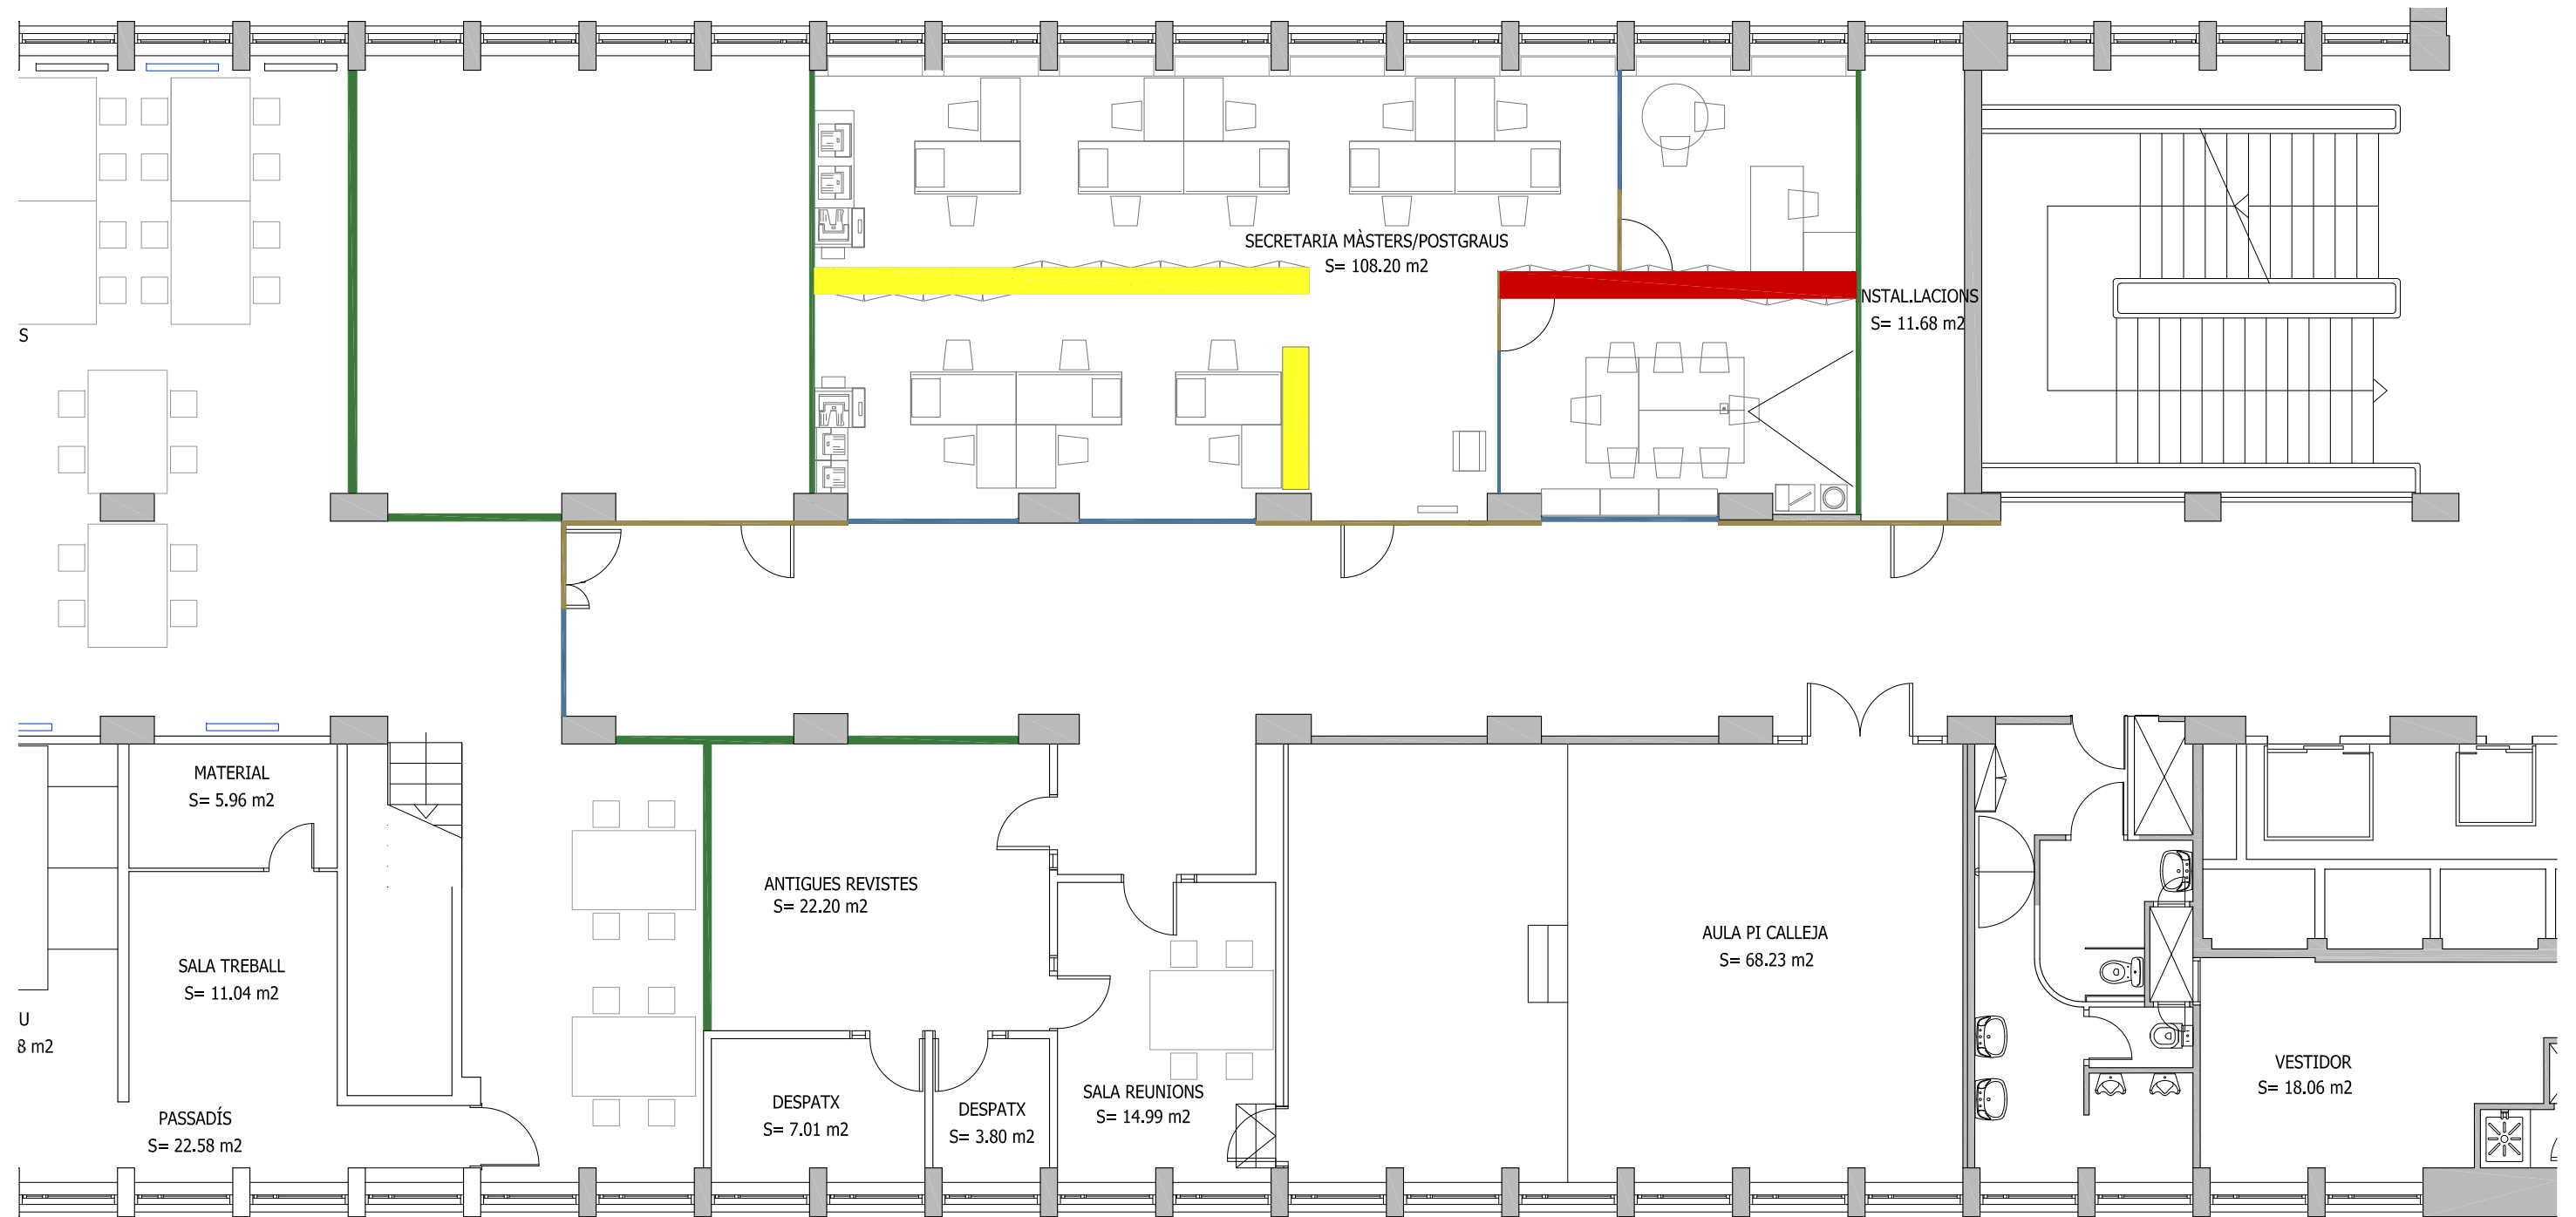 SECRETARIA MÀSTERS/POSTGRAUS
S= 108.20 m2
NSTAL.LACIONS
S= 11.68 m2
S
MATERIAL
S= 5.96 m2
ANTIGUES REVISTES
S= 22.20 m2
AULA PI CALLEJA
S= 68.23 m2
SALA TREBALL
S= 11.04 m2
U
8 m2
VESTIDOR
S= 18.06 m2
SALA REUNIONS
S= 14.99 m2
DESPATX
S= 7.01 m2
DESPATX
S= 3.80 m2
PASSADÍS
S= 22.58 m2